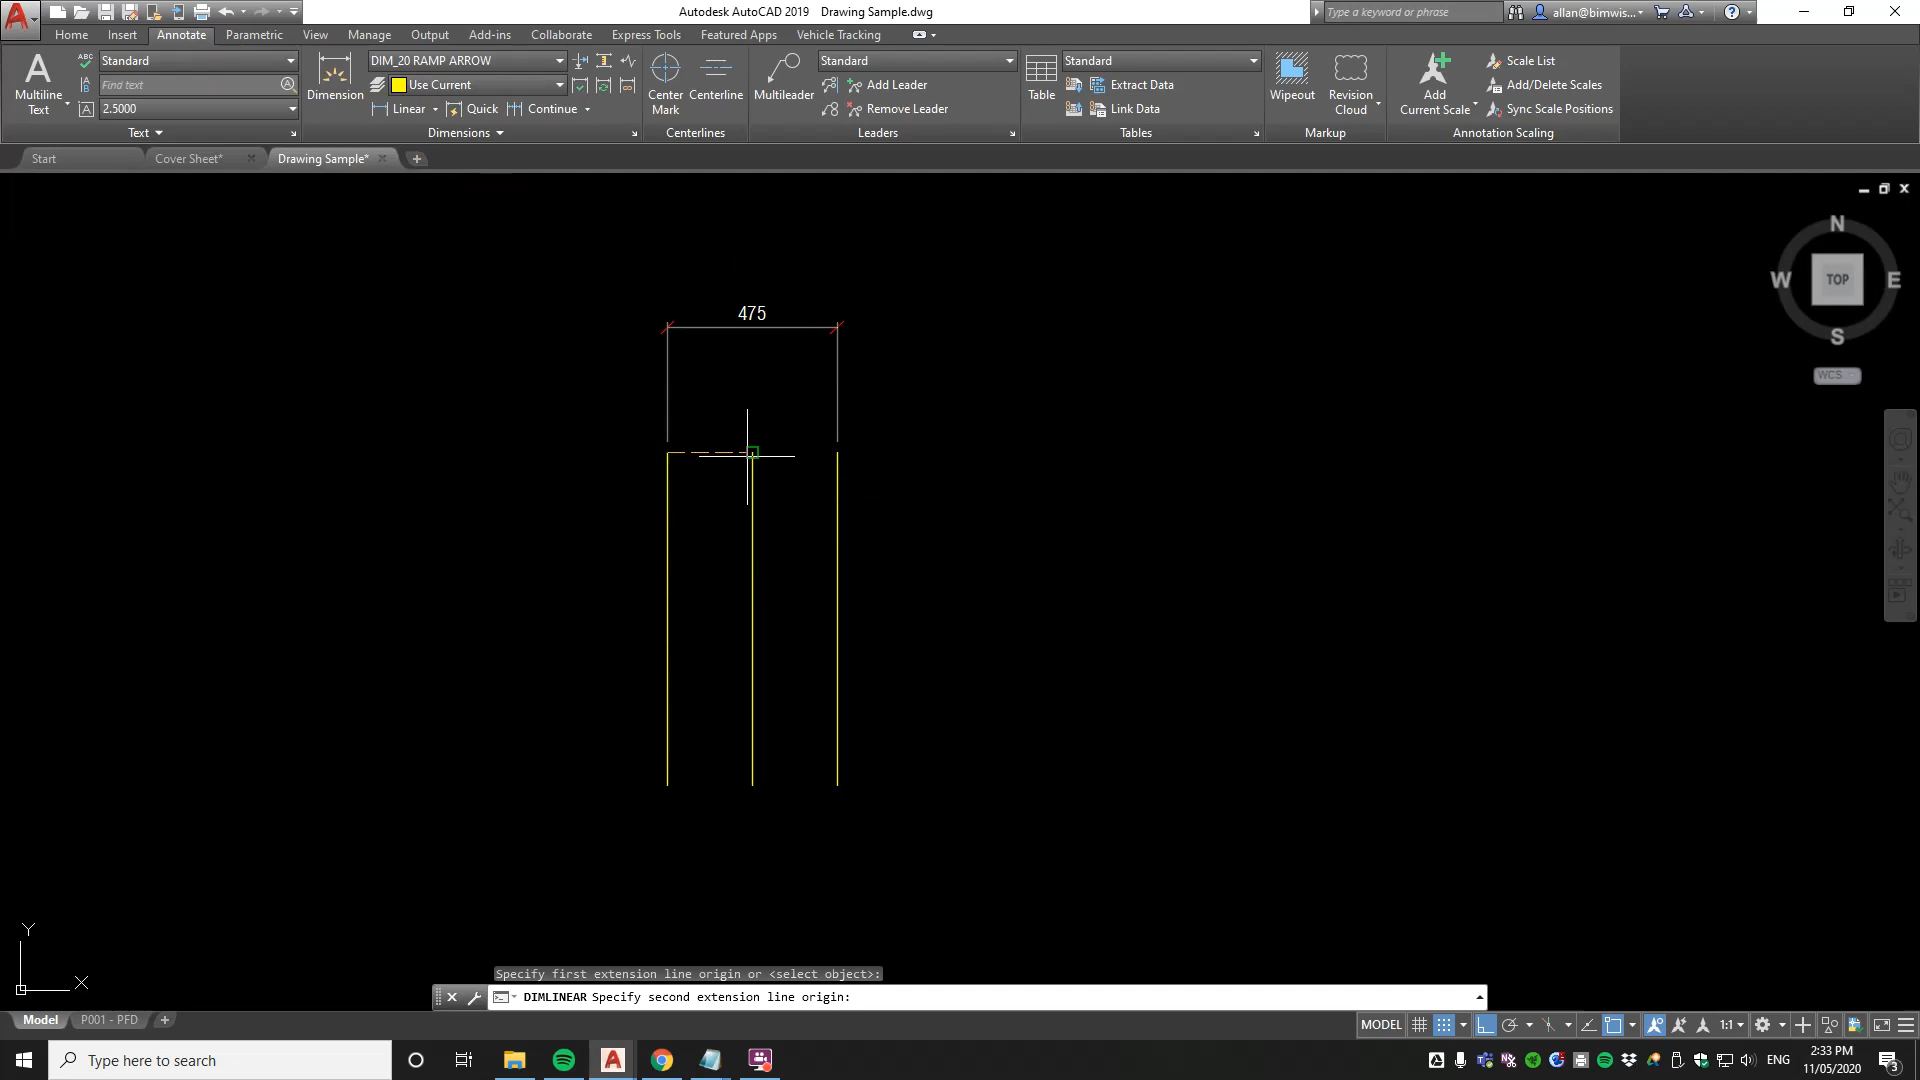 Autodesk AutoCAD 2019 Drawing Sample.dwg
Type a keyword or phrase
allan@bimwis...
Home Insert Annotate Parametric View Manage Output Add-ins Collaborate Express Tools Featured Apps Vehicle Tracking
A
Multiline
Text
ABC
Standard
Find text
2.5000
Text
Dimension
DIM_20 RAMP ARROW
Use Current
Linear Quick Continue
Dimensions
Center
Mark
Centerline
Centerlines
Multileader
Standard
Add Leader
Remove Leader
Leaders
Table
Standard
Extract Data
Link Data
Tables
Wipeout
Revision
Cloud
Markup
Add
Current Scale
Scale List
Add/Delete Scales
Sync Scale Positions
Annotation Scaling
Start Cover Sheet* Drawing Sample*
N
W TOP E
S
WCS
475
Y
X
Specify first extension line origin or <select object>:
DIMLINEAR Specify second extension line origin:
Model P001 - PFD
MODEL 1:1
Type here to search
ENG
2:33 PM
11/05/2020
3